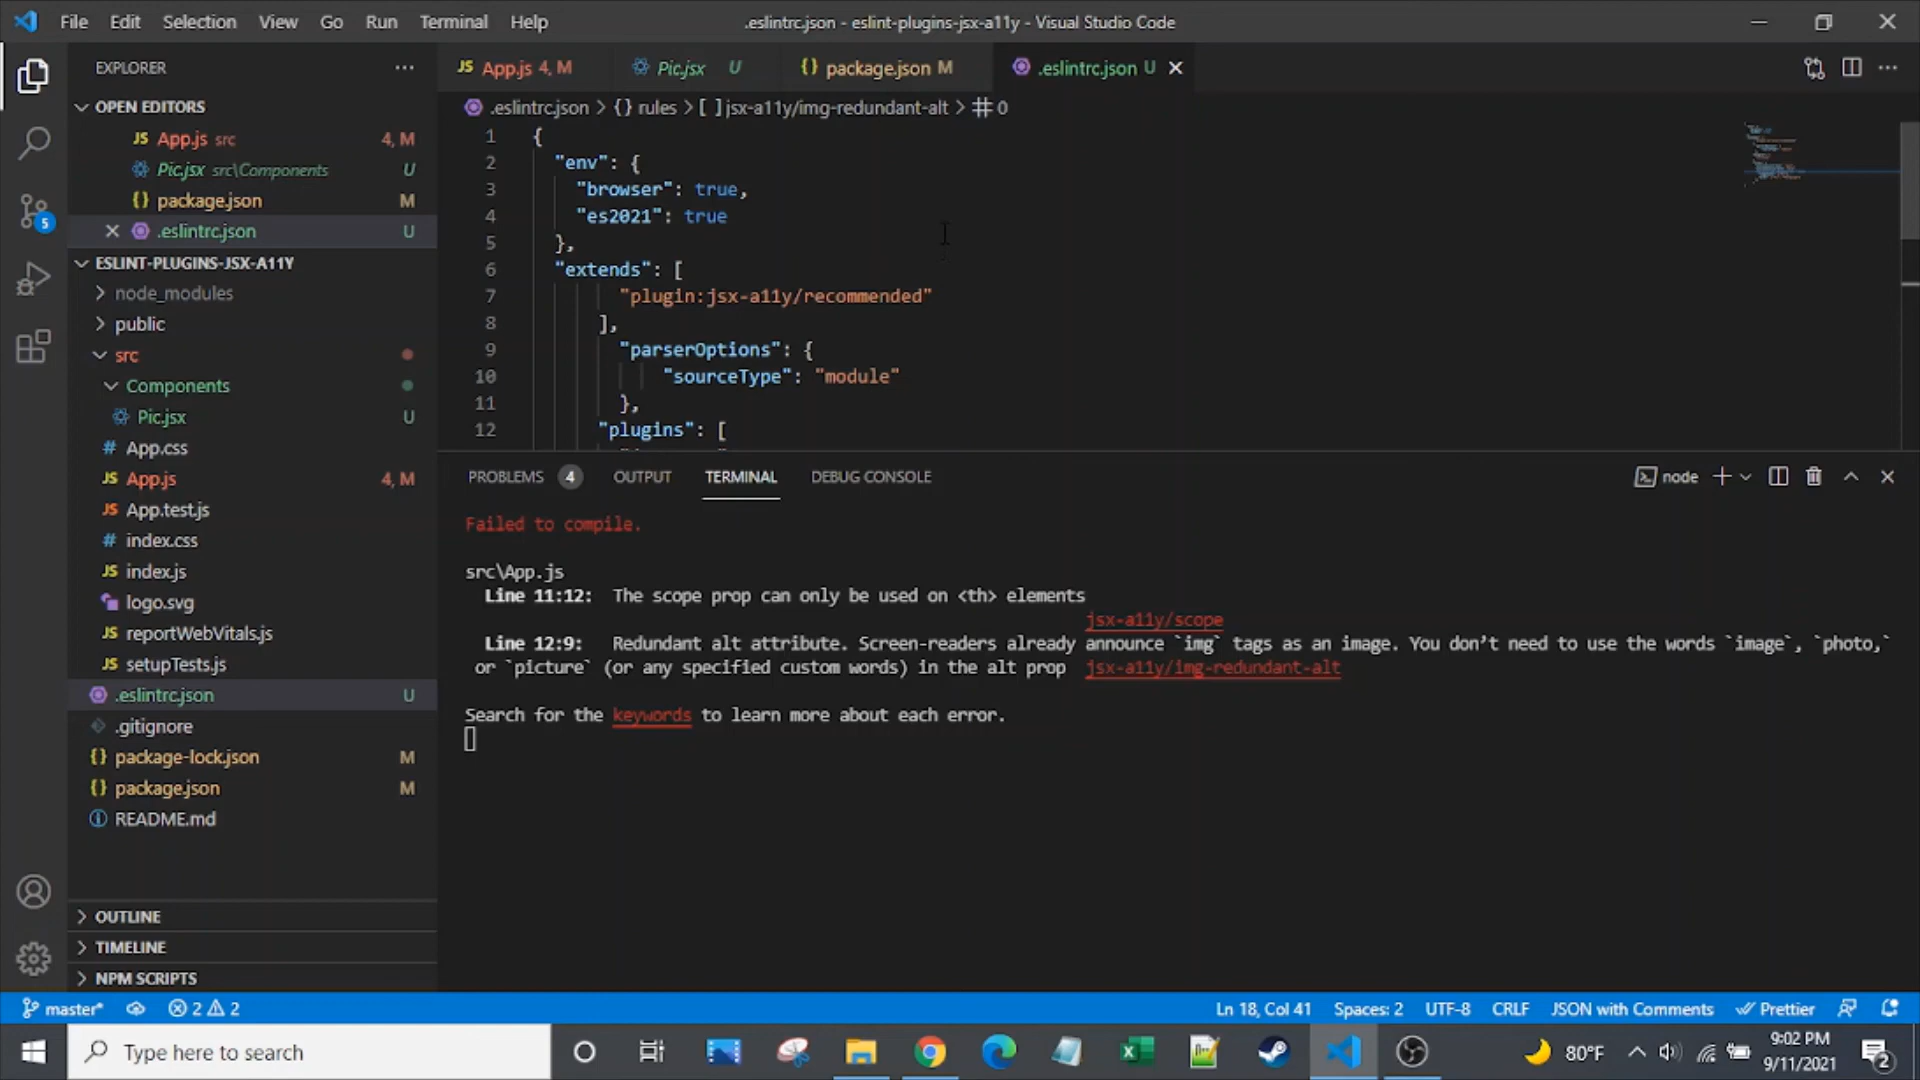 File Edit Selection View Go Run Terminal Help
.eslintrc.json - eslint-plugins-jsx-a11y - Visual Studio Code
EXPLORER
OPEN EDITORS
JS App.js src 4, M
Pic.jsx src\Components U
{} package.json M
.eslintrc.json U
ESLINT-PLUGINS-JSX-A11Y
node_modules
public
src
Components
Pic.jsx U
# App.css
JS App.js 4, M
JS App.test.js
# index.css
JS index.js
logo.svg
JS reportWebVitals.js
JS setupTests.js
.eslintrc.json U
.gitignore
{} package-lock.json M
{} package.json M
README.md
OUTLINE
TIMELINE
NPM SCRIPTS
5
JS App.js 4, M
Pic.jsx U
{} package.json M
.eslintrc.json U
.eslintrc.json > {} rules > [ ] jsx-a11y/img-redundant-alt > # 0
1 {
2 "env": {
3 "browser": true,
4 "es2021": true
5 },
6 "extends": [
7 "plugin:jsx-a11y/recommended"
8 ],
9 "parserOptions": {
10 "sourceType": "module"
11 },
12 "plugins": [
PROBLEMS 4 OUTPUT TERMINAL DEBUG CONSOLE
node
Failed to compile.
src\App.js
Line 11:12: The scope prop can only be used on <th> elements
jsx-a11y/scope
Line 12:9: Redundant alt attribute. Screen-readers already announce `img` tags as an image. You don't need to use the words `image`, `photo,`
or `picture` (or any specified custom words) in the alt prop jsx-a11y/img-redundant-alt
Search for the keywords to learn more about each error.
master* 2 2
Ln 18, Col 41 Spaces: 2 UTF-8 CRLF JSON with Comments Prettier
Type here to search
80°F
9:02 PM
9/11/2021
2